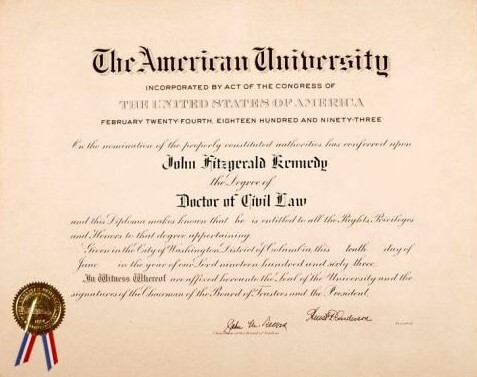 The American University
INCORPORATED BY ACT OF THE CONGRESS OF
THE UNITED STATES OF AMERICA
FEBRUARY TWENTY-FOURTH, EIGHTEEN HUNDRED AND NINETY-THREE
On the nomination of the properly constituted authorities has conferred upon
John Fitzgerald Kennedy
the Degree of
Doctor of Civil Law
and this Diploma makes known that he is entitled to all the Rights Privileges
and Honors to that degree appertaining.
Given in the City of Washington District of Columbia, this tenth day of
June in the year of our Lord nineteen hundred and sixty three.
In Witness Whereof are affixed hereunto the Seal of the University and the
signatures of the Chairman of the Board of Trustees and the President.
John M.
Anderson
Chairman of the Board of Trustees
President